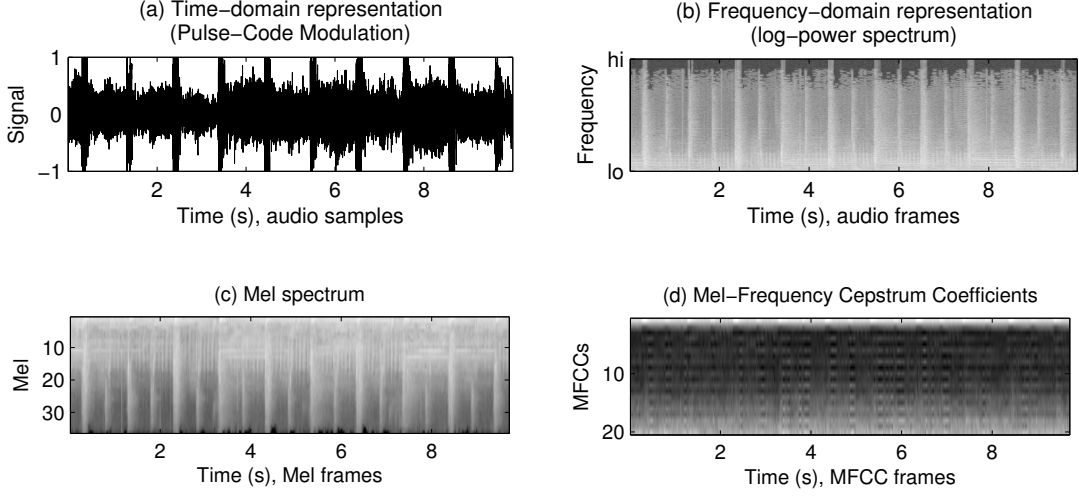 (a) Time−domain representation
(Pulse−Code Modulation)
1
0
−1
Signal
2 4 6 8
Time (s), audio samples
(b) Frequency−domain representation
(log−power spectrum)
hi
lo
Frequency
2 4 6 8
Time (s), audio frames
(c) Mel spectrum
10
20
30
Mel
2 4 6 8
Time (s), Mel frames
(d) Mel−Frequency Cepstrum Coefficients
10
20
MFCCs
2 4 6 8
Time (s), MFCC frames